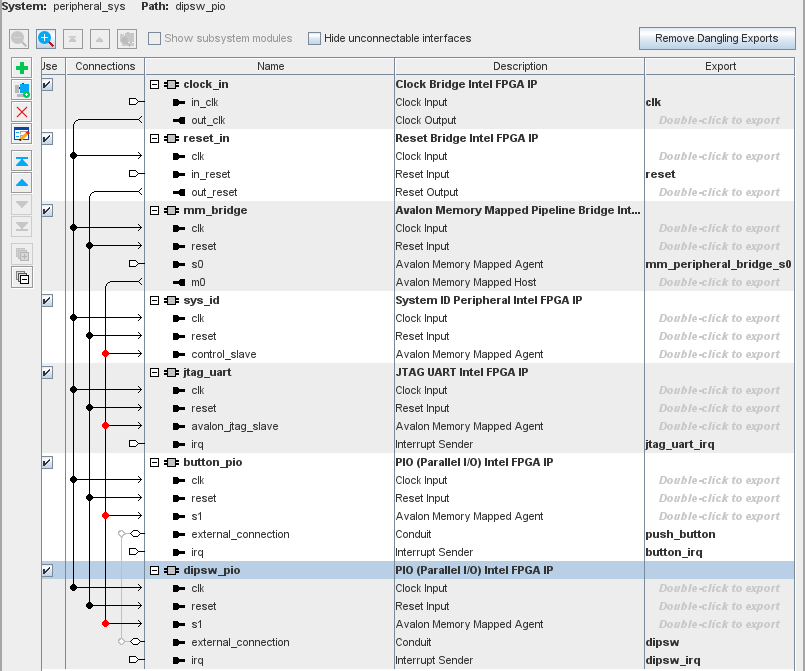 System: peripheral_sys Path: dipsw_pio
Show subsystem modules Hide unconnectable interfaces Remove Dangling Exports
Use Connections Name Description Export
clock_in Clock Bridge Intel FPGA IP
in_clk Clock Input clk
out_clk Clock Output Double-click to export
reset_in Reset Bridge Intel FPGA IP
clk Clock Input Double-click to export
in_reset Reset Input reset
out_reset Reset Output Double-click to export
mm_bridge Avalon Memory Mapped Pipeline Bridge Int...
clk Clock Input Double-click to export
reset Reset Input Double-click to export
s0 Avalon Memory Mapped Agent mm_peripheral_bridge_s0
m0 Avalon Memory Mapped Host Double-click to export
sys_id System ID Peripheral Intel FPGA IP
clk Clock Input Double-click to export
reset Reset Input Double-click to export
control_slave Avalon Memory Mapped Agent Double-click to export
jtag_uart JTAG UART Intel FPGA IP
clk Clock Input Double-click to export
reset Reset Input Double-click to export
avalon_jtag_slave Avalon Memory Mapped Agent Double-click to export
irq Interrupt Sender jtag_uart_irq
button_pio PIO (Parallel I/O) Intel FPGA IP
clk Clock Input Double-click to export
reset Reset Input Double-click to export
s1 Avalon Memory Mapped Agent Double-click to export
external_connection Conduit push_button
irq Interrupt Sender button_irq
dipsw_pio PIO (Parallel I/O) Intel FPGA IP
clk Clock Input Double-click to export
reset Reset Input Double-click to export
s1 Avalon Memory Mapped Agent Double-click to export
external_connection Conduit dipsw
irq Interrupt Sender dipsw_irq